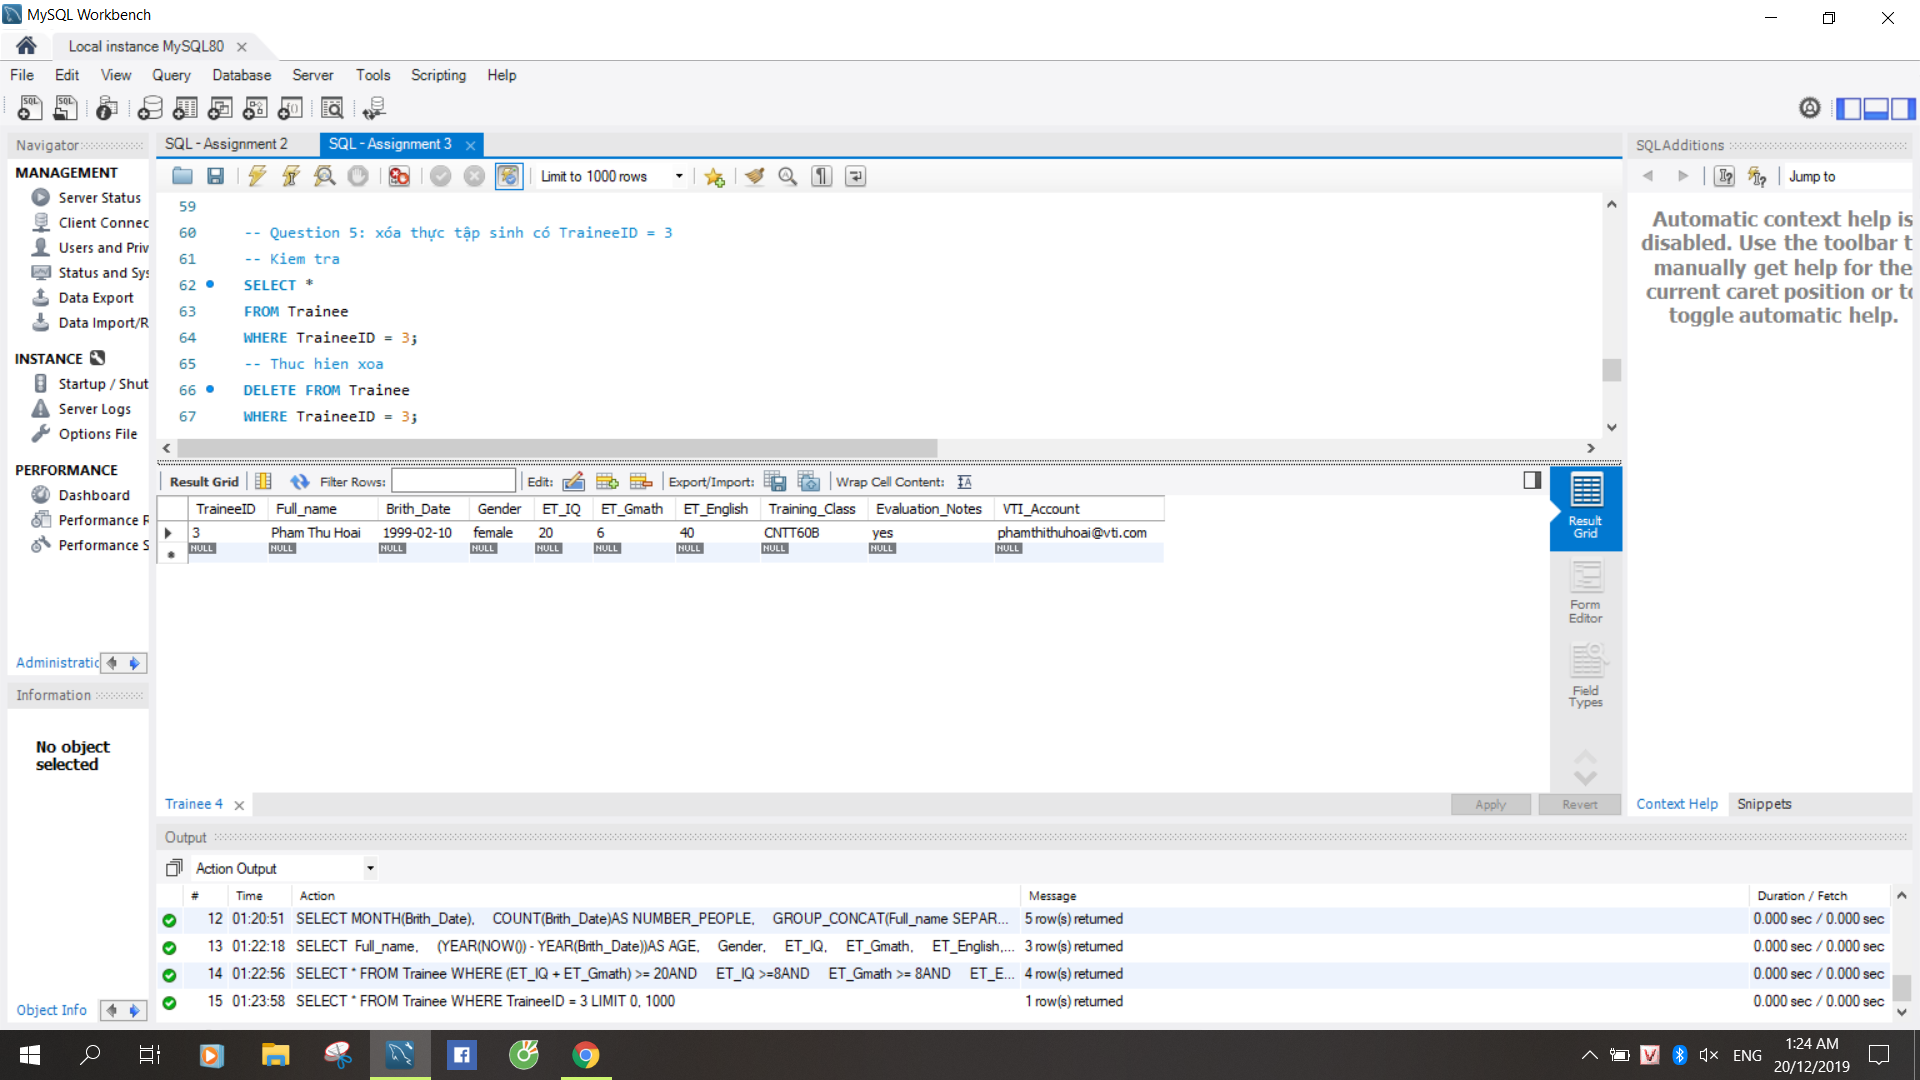 MySQL Workbench
Local instance MySQL80
File Edit View Query Database Server Tools Scripting Help
Navigator
MANAGEMENT
Server Status
Client Connec
Users and Priv
Status and Sys
Data Export
Data Import/R
INSTANCE
Startup / Shut
Server Logs
Options File
PERFORMANCE
Dashboard
Performance R
Performance S
Administratic
Information
No object
selected
Object Info
SQL - Assignment 2
SQL - Assignment 3
Limit to 1000 rows
59
60 -- Question 5: xóa thực tập sinh có TraineeID = 3
61 -- Kiem tra
62 SELECT *
63 FROM Trainee
64 WHERE TraineeID = 3;
65 -- Thuc hien xoa
66 DELETE FROM Trainee
67 WHERE TraineeID = 3;
Result Grid Filter Rows: Edit: Export/Import: Wrap Cell Content:
TraineeID Full_name Brith_Date Gender ET_IQ ET_Gmath ET_English Training_Class Evaluation_Notes VTI_Account
3 Pham Thu Hoai 1999-02-10 female 20 6 40 CNTT60B yes phamthithuhoai@vti.com
NULL NULL NULL NULL NULL NULL NULL NULL NULL NULL
Result
Grid
Form
Editor
Field
Types
Trainee 4
Apply
Revert
SQLAdditions
Jump to
Automatic context help is
disabled. Use the toolbar t
manually get help for the
current caret position or to
toggle automatic help.
Context Help
Snippets
Output
Action Output
# Time Action Message Duration / Fetch
12 01:20:51 SELECT MONTH(Brith_Date), COUNT(Brith_Date)AS NUMBER_PEOPLE, GROUP_CONCAT(Full_name SEPAR... 5 row(s) returned 0.000 sec / 0.000 sec
13 01:22:18 SELECT Full_name, (YEAR(NOW()) - YEAR(Brith_Date))AS AGE, Gender, ET_IQ, ET_Gmath, ET_English,... 3 row(s) returned 0.000 sec / 0.000 sec
14 01:22:56 SELECT * FROM Trainee WHERE (ET_IQ + ET_Gmath) >= 20AND ET_IQ >=8AND ET_Gmath >= 8AND ET_E... 4 row(s) returned 0.000 sec / 0.000 sec
15 01:23:58 SELECT * FROM Trainee WHERE TraineeID = 3 LIMIT 0, 1000 1 row(s) returned 0.000 sec / 0.000 sec
ENG
1:24 AM
20/12/2019